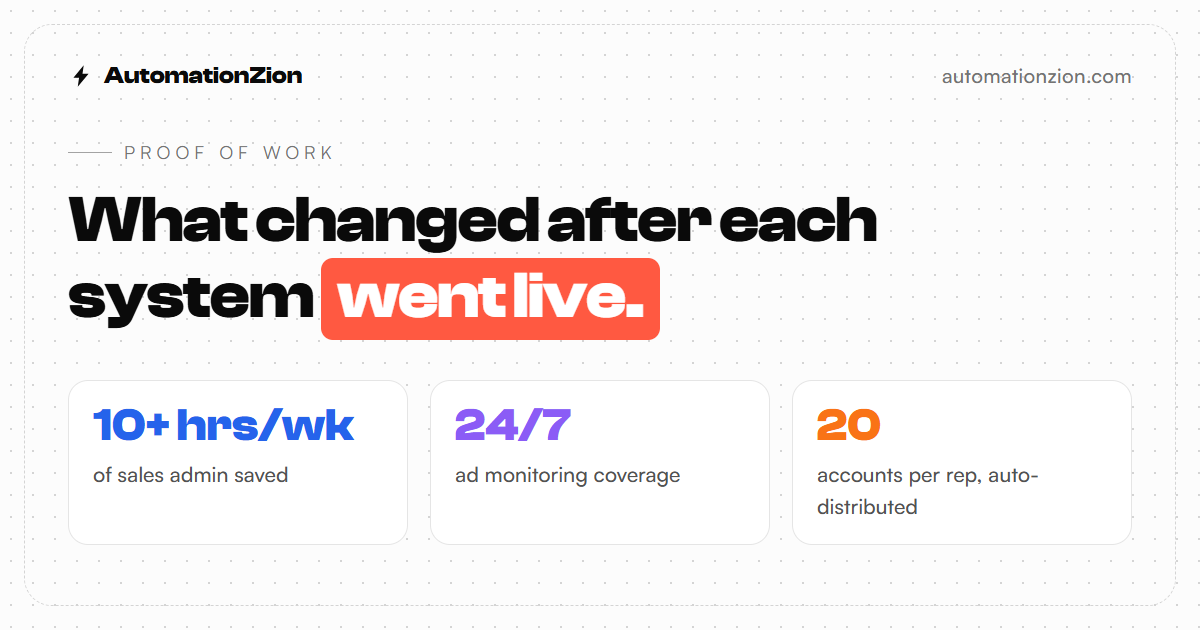 AutomationZion
automationzion.com
PROOF OF WORK
What changed after each
system went live.
10+ hrs/wk
of sales admin saved
24/7
ad monitoring coverage
20
accounts per rep, auto-
distributed